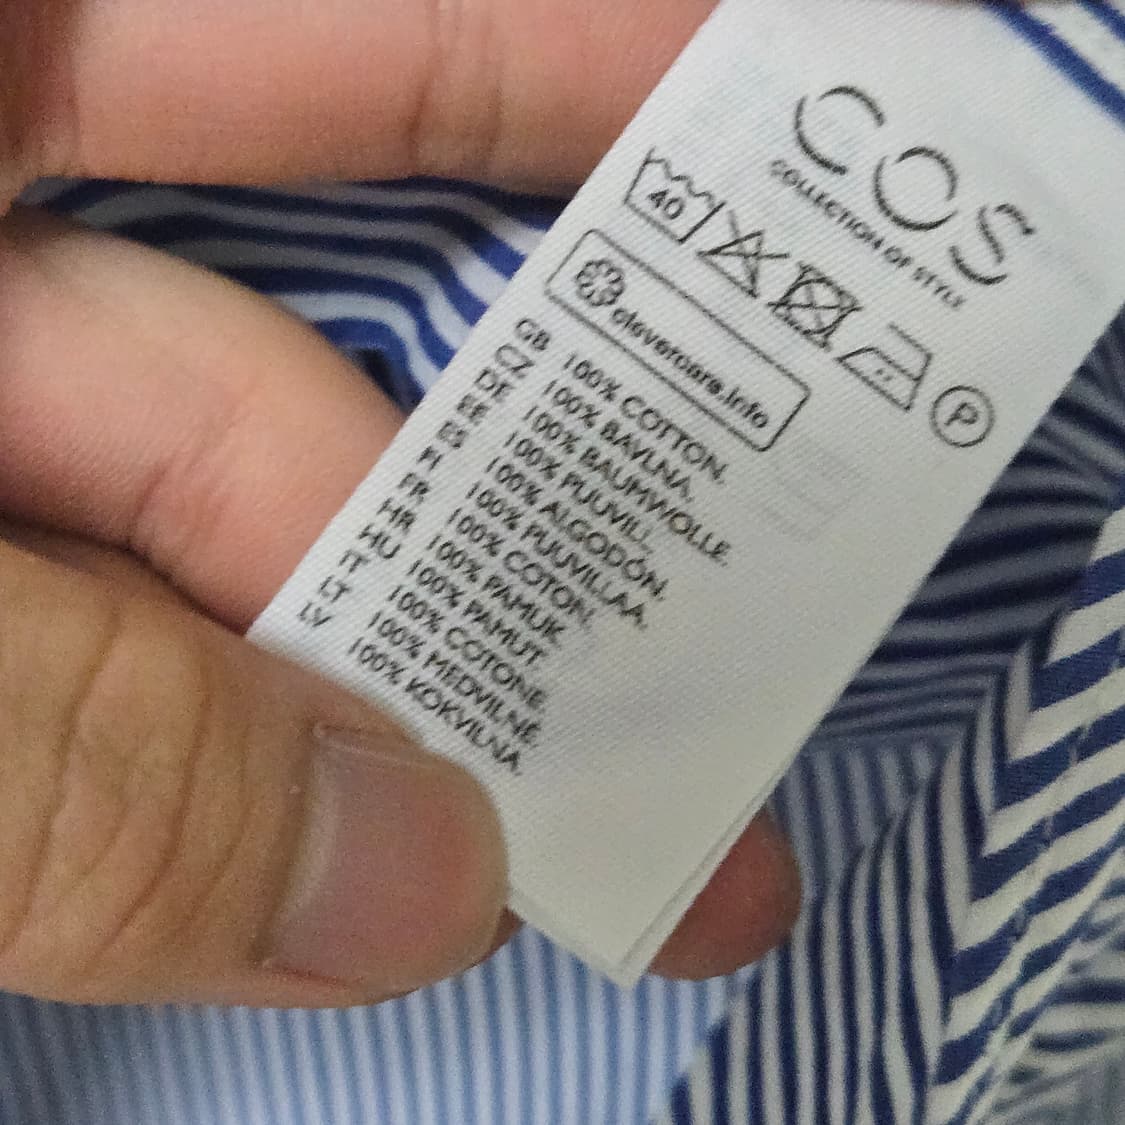 COS
COLLECTION OF STYLE
40
P
clevercare.info
GB 100% COTTON.
CZ 100% BAVLNA.
DE 100% BAUMWOLLE.
EE 100% PUUVILL.
ES 100% ALGODÓN.
FI 100% PUUVILLAA.
FR 100% COTON.
HR 100% PAMUK.
HU 100% PAMUT.
IT 100% COTONE.
LT 100% MEDVILNĖ.
LV 100% KOKVILNA.